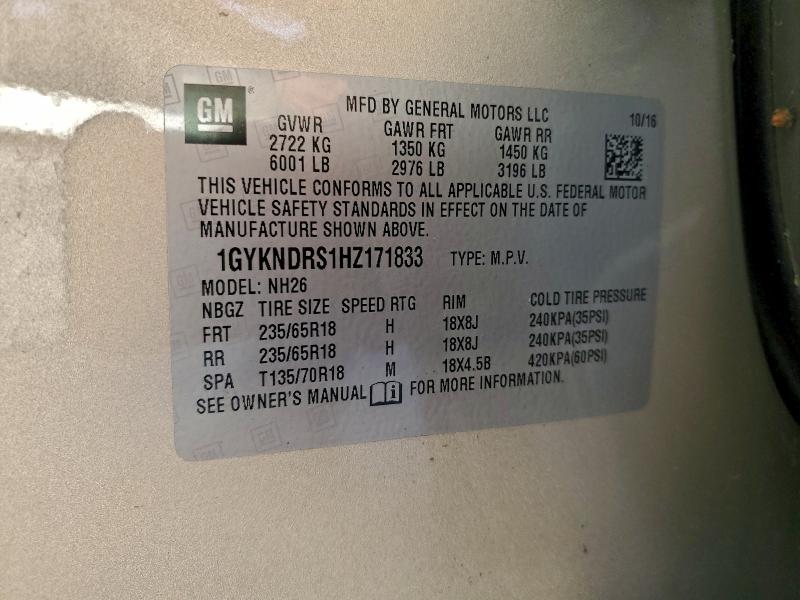 GM
MFD BY GENERAL MOTORS LLC 10/16
GVWR GAWR FRT GAWR RR
2722 KG 1350 KG 1450 KG
6001 LB 2976 LB 3196 LB
THIS VEHICLE CONFORMS TO ALL APPLICABLE U.S. FEDERAL MOTOR
VEHICLE SAFETY STANDARDS IN EFFECT ON THE DATE OF
MANUFACTURE SHOWN ABOVE.
1GYKNDRS1HZ171833 TYPE: M.P.V.
MODEL: NH26
NBGZ TIRE SIZE SPEED RTG RIM COLD TIRE PRESSURE
FRT 235/65R18 H 18X8J 240KPA(35PSI)
RR 235/65R18 H 18X8J 240KPA(35PSI)
SPA T135/70R18 M 18X4.5B 420KPA(60PSI)
SEE OWNER'S MANUAL i FOR MORE INFORMATION.